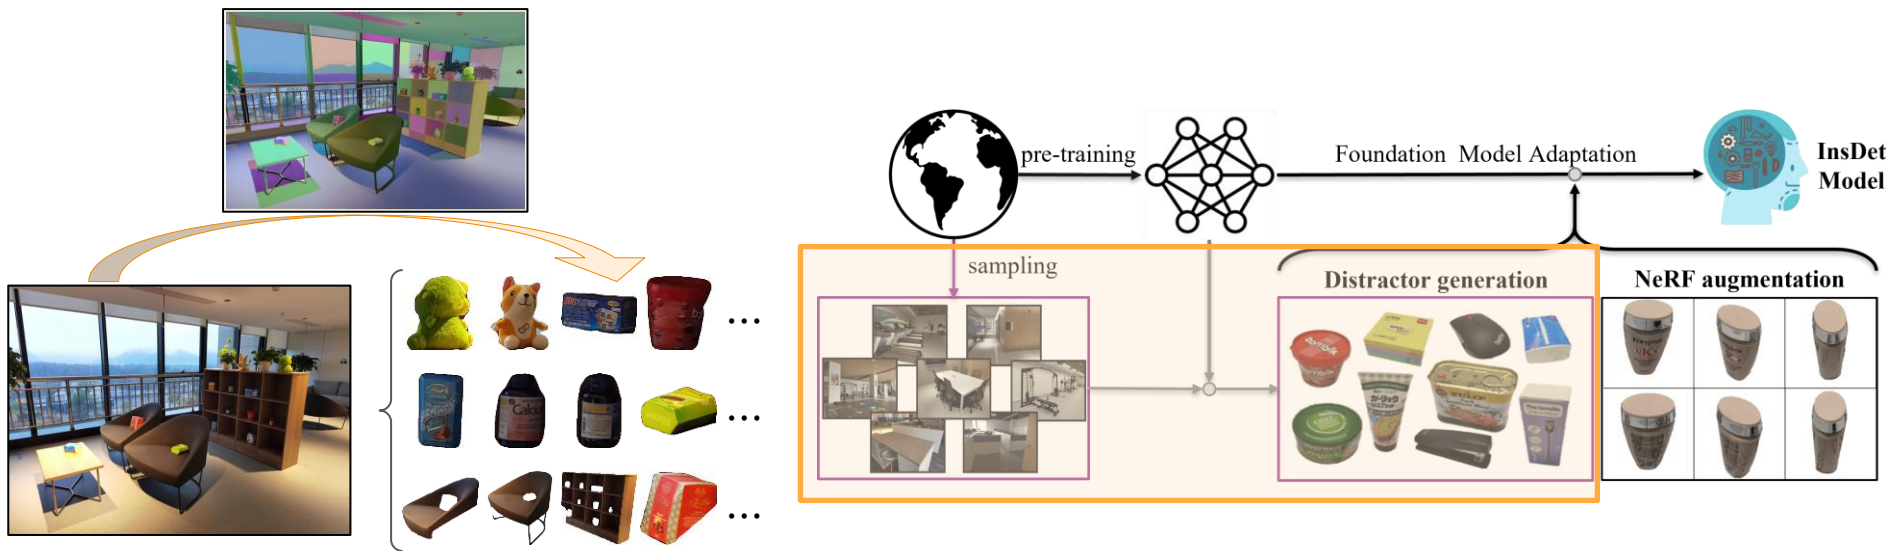 pre-training
Foundation Model Adaptation
InsDet
Model
sampling
Distractor generation
NeRF augmentation
...
...
...